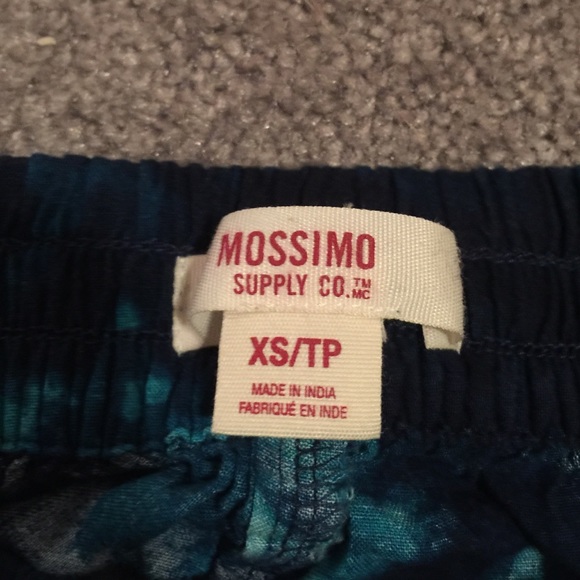 MOSSIMO
SUPPLY CO.™ MC
XS/TP
MADE IN INDIA
FABRIQUÉ EN INDE